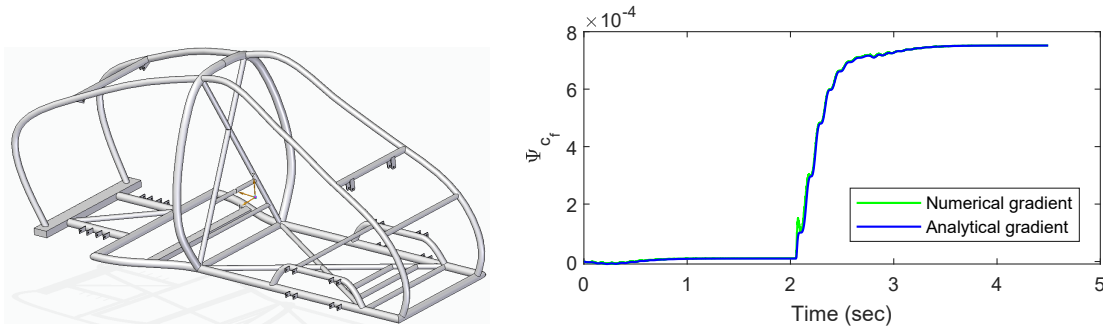 ×10⁻⁴
8
6
4
2
0
Ψ c_f
Numerical gradient
Analytical gradient
0 1 2 3 4 5
Time (sec)